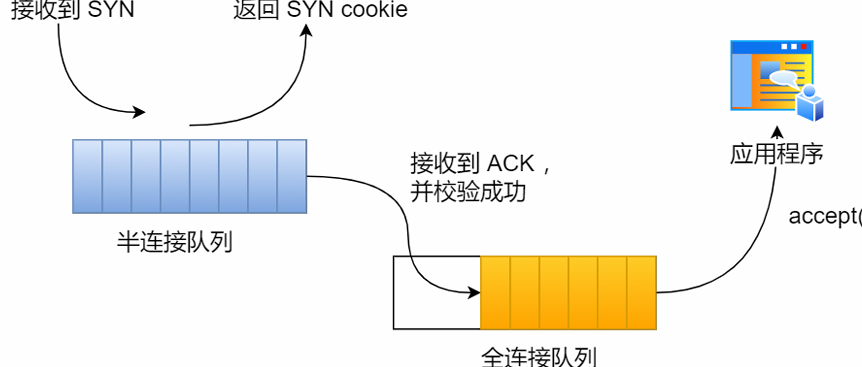 接收到 SYN
返回 SYN cookie
接收到 ACK ，
并校验成功
应用程序
accept(
半连接队列
全连接队列